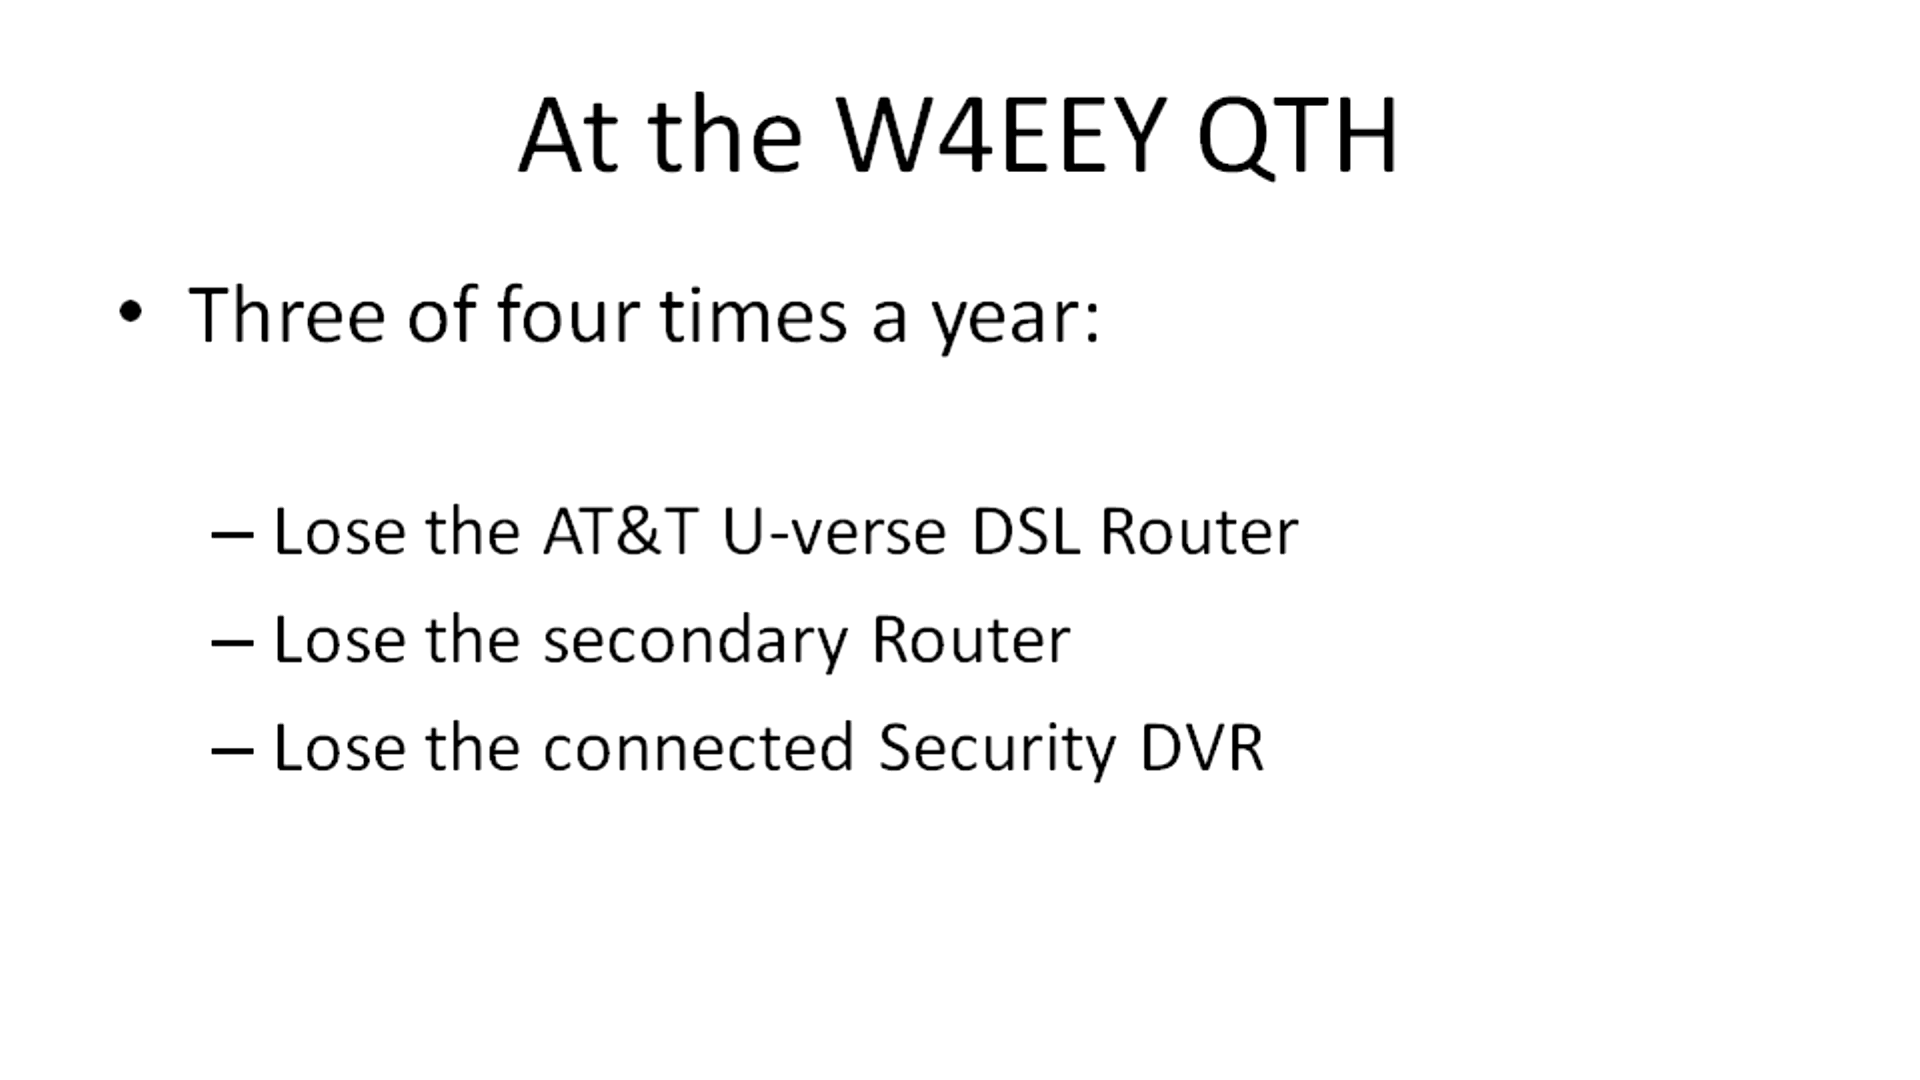 At the W4EEY QTH
• Three of four times a year:
– Lose the AT&T U-verse DSL Router
– Lose the secondary Router
– Lose the connected Security DVR